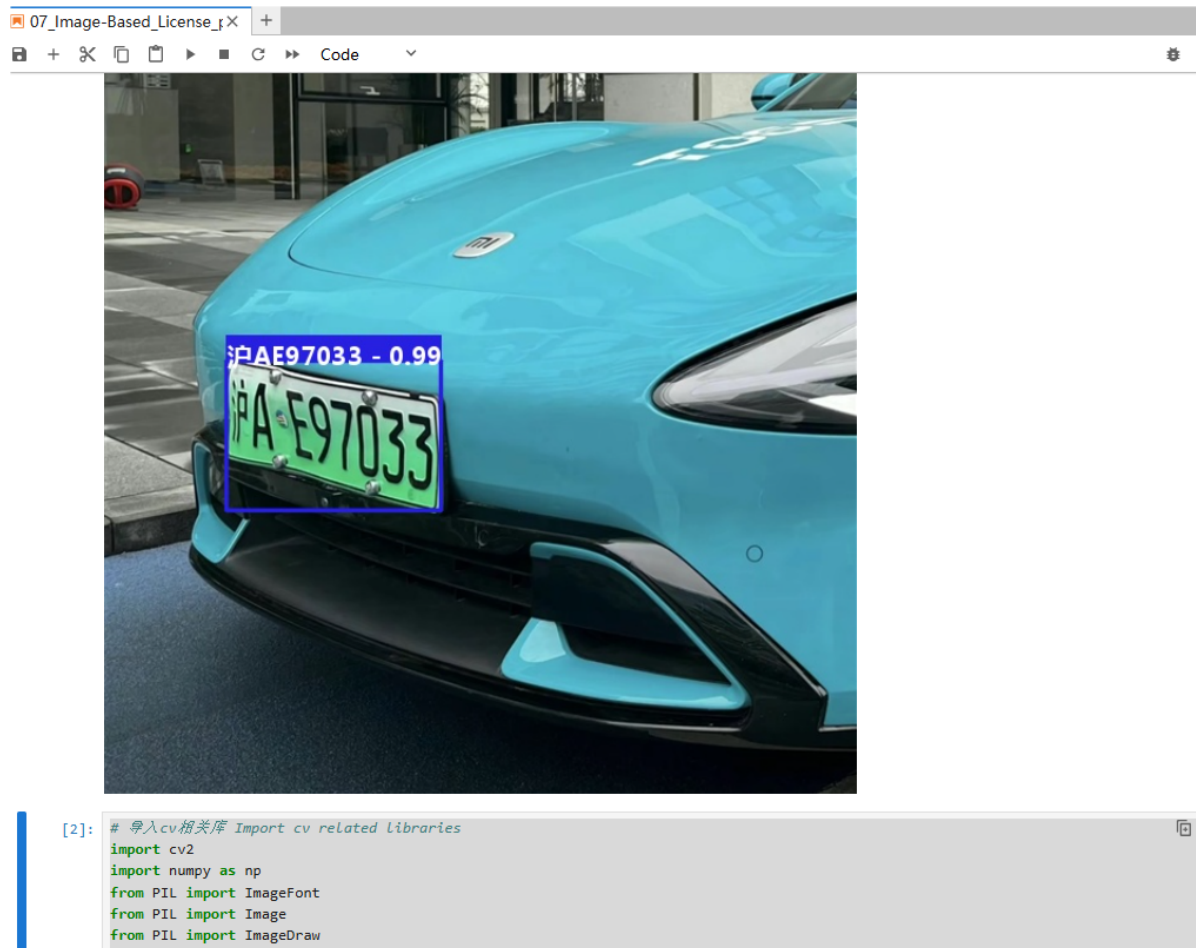 07_Image-Based_License_p
Code
沪AE97033 - 0.99
沪A E97033
[2]:
# 导入cv相关库 Import cv related libraries
import cv2
import numpy as np
from PIL import ImageFont
from PIL import Image
from PIL import ImageDraw